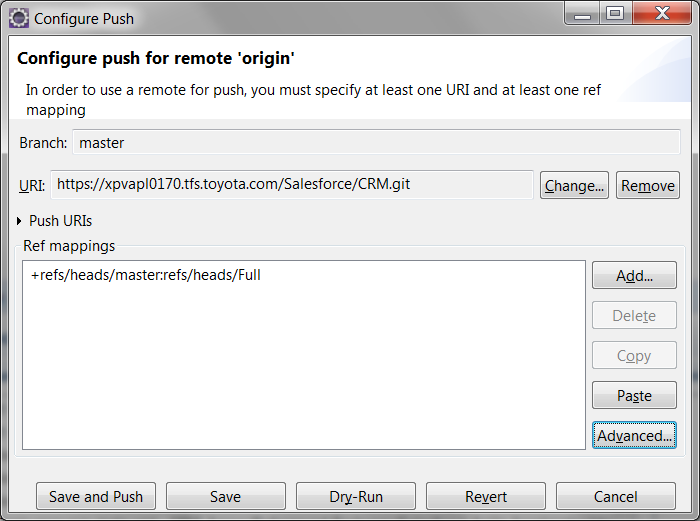 Configure Push
Configure push for remote 'origin'
In order to use a remote for push, you must specify at least one URI and at least one ref
mapping
Branch: master
URI: https://xpvapl0170.tfs.toyota.com/Salesforce/CRM.git Change... Remove
Push URIs
Ref mappings
+refs/heads/master:refs/heads/Full
Add...
Delete
Copy
Paste
Advanced...
Save and Push Save Dry-Run Revert Cancel